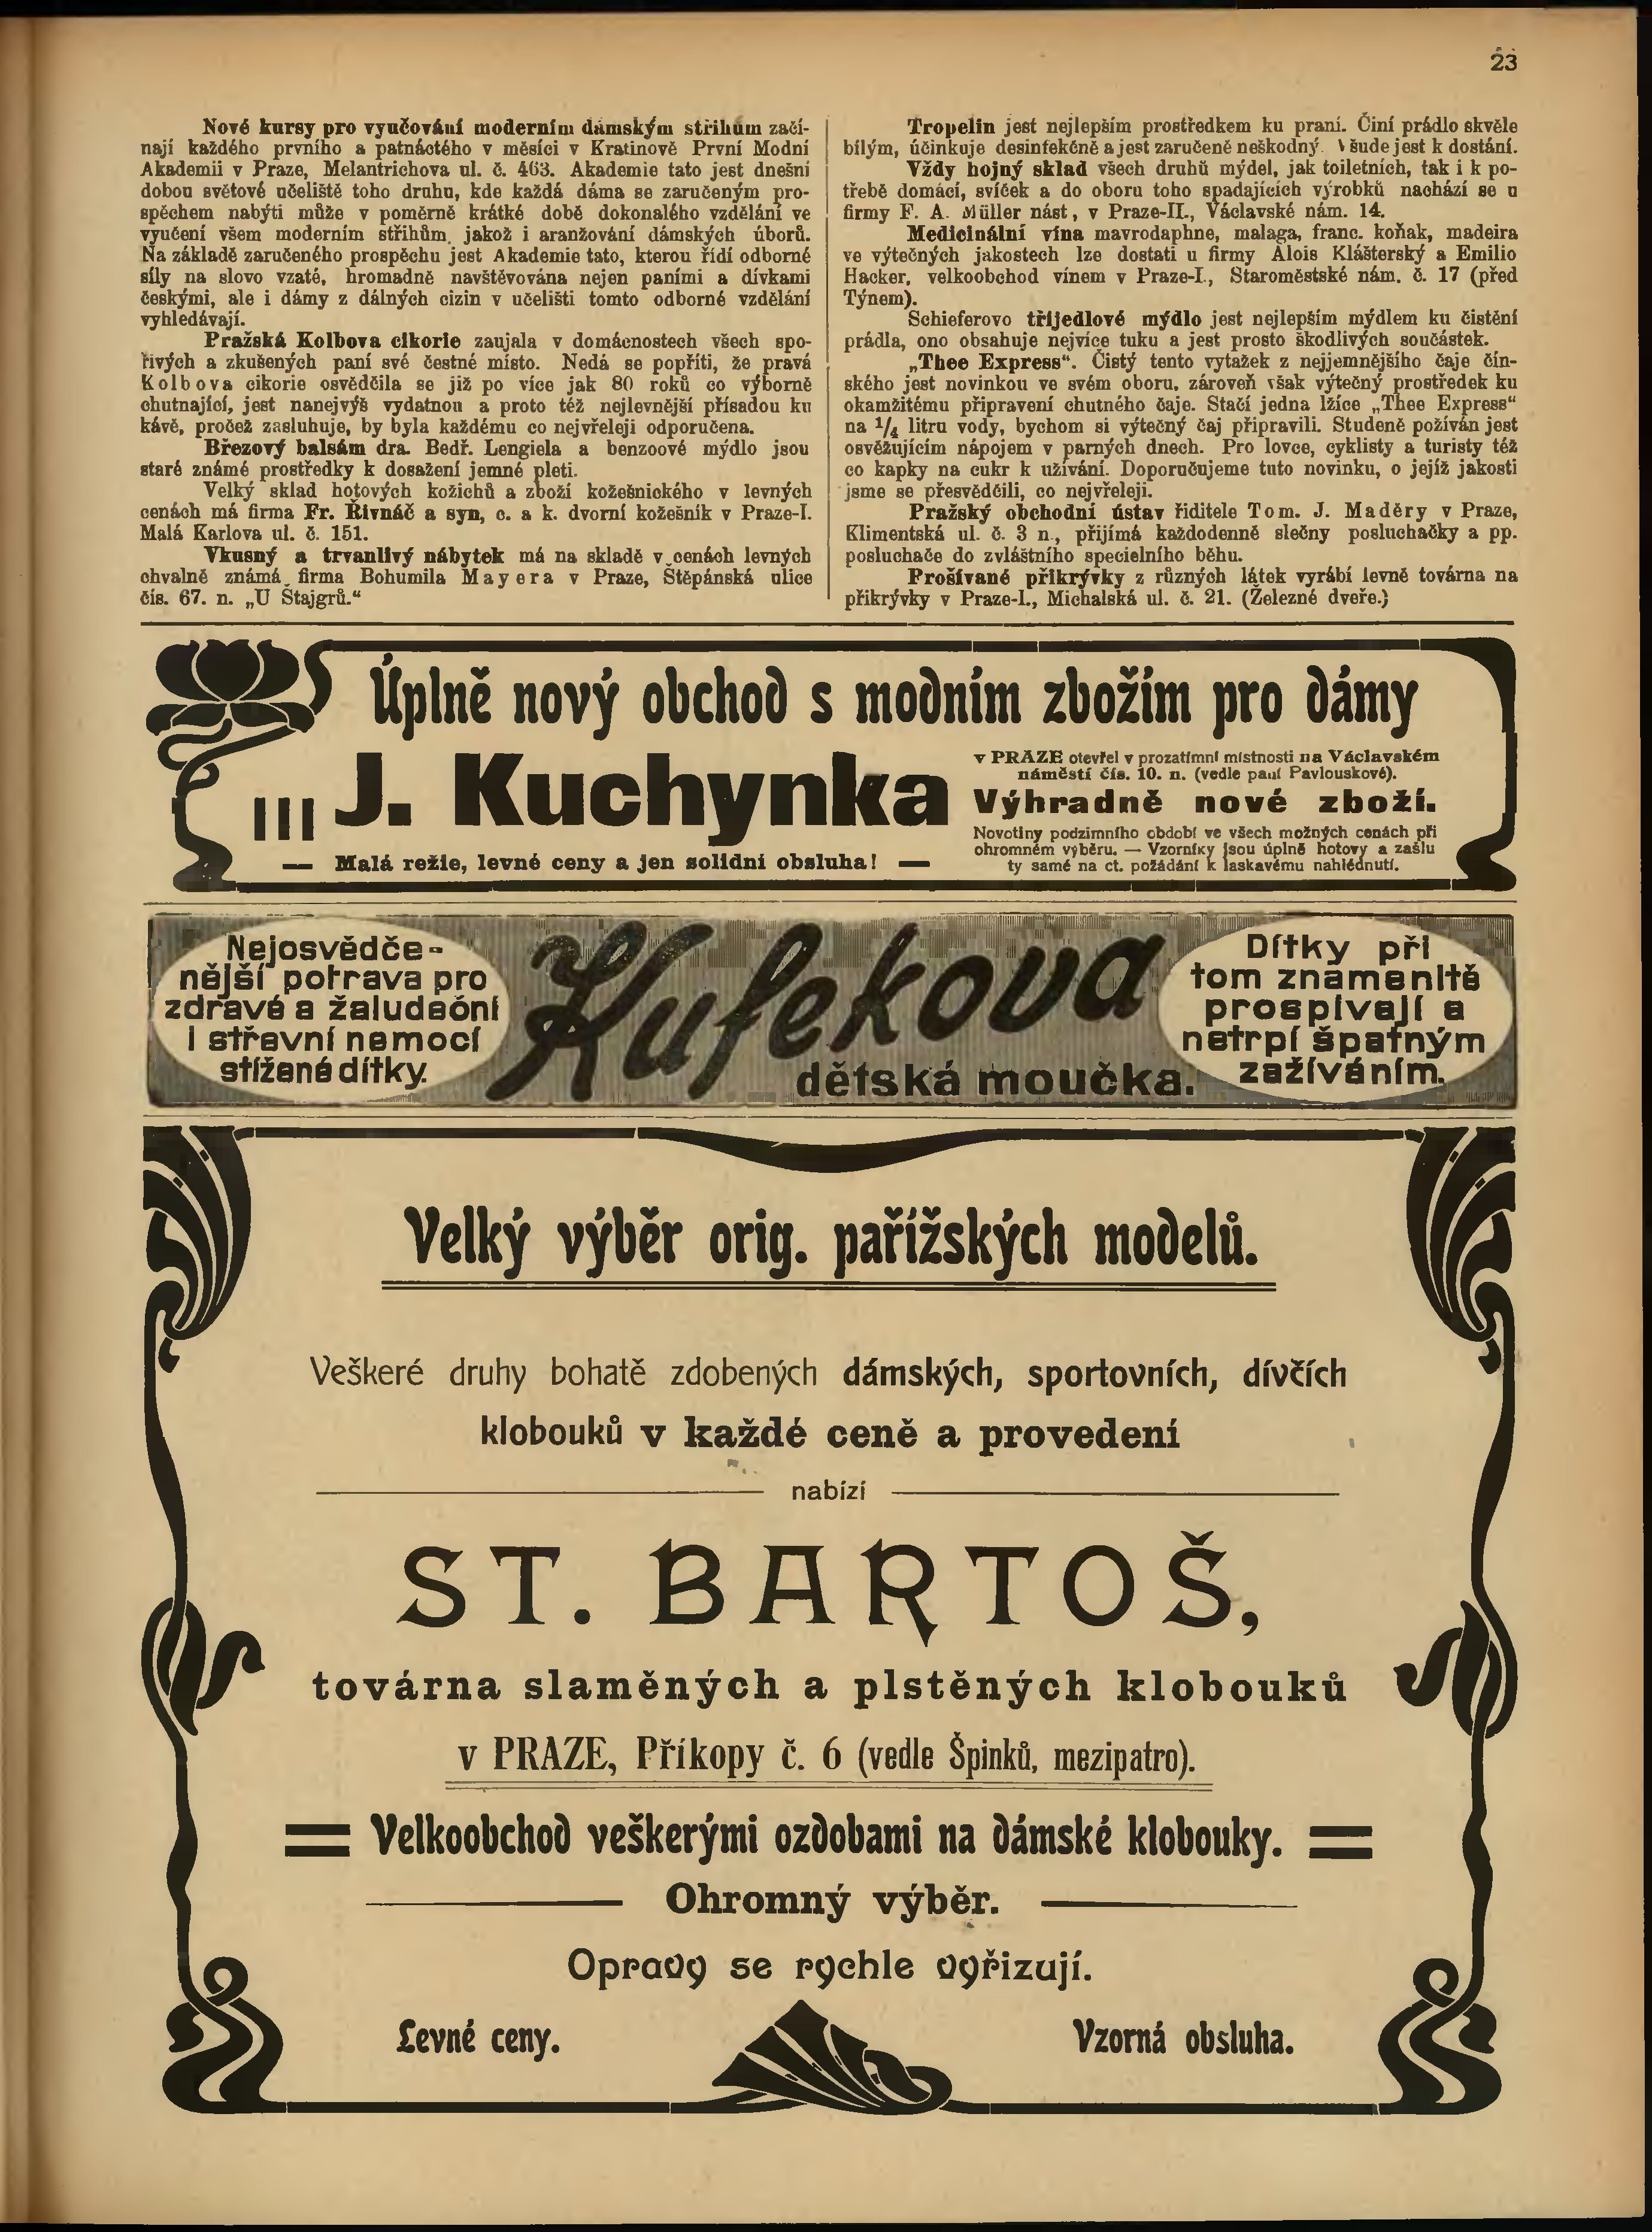 23
Nové kursy pro vyučování moderním dámským střihům začí-
nají každého prvního a patnáctého v měsíci v Kratinově První Modní
Akademii v Praze, Melantrichova ul. č. 463. Akademie tato jest dnešní
dobou světové učeliště toho druhu, kde každá dáma se zaručeným pro-
spěchem nabýti může v poměrně krátké době dokonalého vzdělání ve
vyučení všem moderním střihům, jakož i aranžování dámských úborů.
Na základě zaručeného prospěchu jest Akademie tato, kterou řídí odborné
síly na slovo vzaté, hromadně navštěvována nejen paními a dívkami
českými, ale i dámy z dálných cizin v učelišti tomto odborné vzdělání
vyhledávají.
Pražská Kolbova cikorie zaujala v domácnostech všech spo-
řivých a zkušených paní své čestné místo. Nedá se popříti, že pravá
Kolbova cikorie osvědčila se již po více jak 80 roků co výborně
chutnající, jest nanejvýš vydatnou a proto též nejlevnější přísadou ku
kávě, pročež zasluhuje, by byla každému co nejvřeleji odporučena.
Březový balsám dra. Bedř. Lengiela a benzoové mýdlo jsou
staré známé prostředky k dosažení jemné pleti.
Velký sklad hotových kožichů a zboží kožešnického v levných
cenách má firma Fr. Řivnáč a syn, c. a k. dvorní kožešník v Praze-I.
Malá Karlova ul. č. 151.
Vkusný a trvanlivý nábytek má na skladě v cenách levných
chvalně známá firma Bohumila Mayera v Praze, Štěpánská ulice
čís. 67. n. „U Štajgrů.“
Tropelin jest nejlepším prostředkem ku praní. Činí prádlo skvěle
bílým, účinkuje desinfekčně a jest zaručeně neškodný. Všude jest k dostání.
Vždy hojný sklad všech druhů mýdel, jak toiletních, tak i k po-
třebě domácí, svíček a do oboru toho spadajících výrobků nachází se u
firmy F. A. Müller nást, v Praze-II., Václavské nám. 14.
Medicinální vína mavrodaphne, malaga, franc. koňak, madeira
ve výtečných jakostech lze dostati u firmy Alois Klášterský a Emilio
Hacker, velkoobchod vínem v Praze-I., Staroměstské nám. č. 17 (před
Týnem).
Schieferovo tříjedlové mýdlo jest nejlepším mýdlem ku čistění
prádla, ono obsahuje nejvíce tuku a jest prosto škodlivých součástek.
„Thee Express“. Čistý tento výtažek z nejjemnějšího čaje čín-
ského jest novinkou ve svém oboru, zároveň však výtečný prostředek ku
okamžitému připravení chutného čaje. Stačí jedna lžíce „Thee Express“
na 1/4 litru vody, bychom si výtečný čaj připravili. Studeně požíván jest
osvěžujícím nápojem v parných dnech. Pro lovce, cyklisty a turisty též
co kapky na cukr k užívání. Doporučujeme tuto novinku, o jejíž jakosti
jsme se přesvědčili, co nejvřeleji.
Pražský obchodní ústav řiditele Tom. J. Maděry v Praze,
Klimentská ul. č. 3 n., přijímá každodenně slečny posluchačky a pp.
posluchače do zvláštního specielního běhu.
Prošívané přikrývky z různých látek vyrábí levně továrna na
přikrývky v Praze-I., Michalská ul. č. 21. (Železné dveře.)
Úplně nový obchod s modním zbožím pro dámy
J. Kuchynka
— Malá režie, levné ceny a jen solidní obsluha! —
v PRAZE otevřel v prozatímní místnosti na Václavském
náměstí čís. 10. n. (vedle paní Pavlouskové).
Výhradně nové zboží.
Novotiny podzimního období ve všech možných cenách při
ohromném výběru. — Vzorníky jsou úplně hotovy a zašlu
ty samé na ct. požádání k laskavému nahlédnutí.
Nejosvědče-
nější potrava pro
zdravé a žaludeční
i střevní nemocí
stížené dítky.
Kufekova
dětská moučka.
Dítky při
tom znamenitě
prospívají a
netrpí špatným
zažíváním.
Velký výběr orig. pařížských modelů.
Veškeré druhy bohatě zdobených dámských, sportovních, dívčích
klobouků v každé ceně a provedení
nabízí
ST. BARTOŠ,
továrna slaměných a plstěných klobouků
v PRAZE, Příkopy č. 6 (vedle Špinků, mezipatro).
Velkoobchod veškerými ozdobami na dámské klobouky.
Ohromný výběr.
Opravy se rychle vyřizují.
Levné ceny.
Vzorná obsluha.